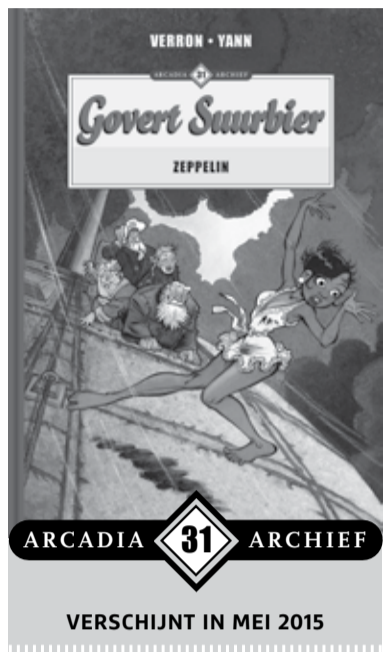 VERRON • YANN
ARCADIA 31 ARCHIEF
Govert Suurbier
ZEPPELIN
ARCADIA 31 ARCHIEF
VERSCHIJNT IN MEI 2015